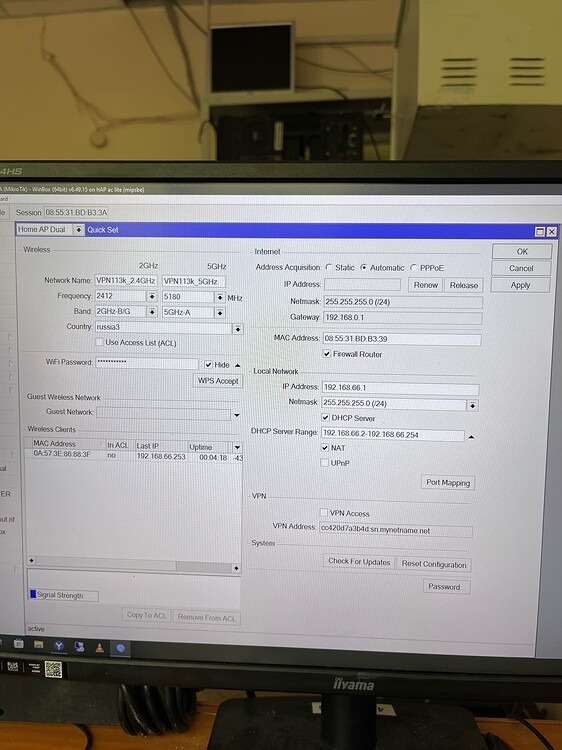 4HS
(MikroTik) - WinBox (64bit) v6.49.15 on hAP ac lite (mipsbe)
Session: 08:55:31:BD:B3:3A
Home AP Dual Quick Set
Wireless
2GHz 5GHz
Network Name: VPN113k_2.4GHz VPN113k_5GHz
Frequency: 2412 5180 MHz
Band: 2GHz-B/G 5GHz-A
Country: russia3
Use Access List (ACL)
WiFi Password: *********** Hide
WPS Accept
Guest Wireless Network
Guest Network:
Wireless Clients
MAC Address In ACL Last IP Uptime
0A:57:3E:86:88:3F no 192.168.66.253 00:04:18 -43
Signal Strength
Copy To ACL Remove From ACL
active
Internet
Address Acquisition: Static Automatic PPPoE
IP Address: Renew Release
Netmask: 255.255.255.0 (/24)
Gateway: 192.168.0.1
MAC Address: 08:55:31:BD:B3:39
Firewall Router
Local Network
IP Address: 192.168.66.1
Netmask: 255.255.255.0 (/24)
DHCP Server
DHCP Server Range: 192.168.66.2-192.168.66.254
NAT
UPnP
Port Mapping
VPN
VPN Access
VPN Address: cc420d7a3b4d.sn.mynetname.net
System
Check For Updates Reset Configuration
Password...
OK
Cancel
Apply
iiyama